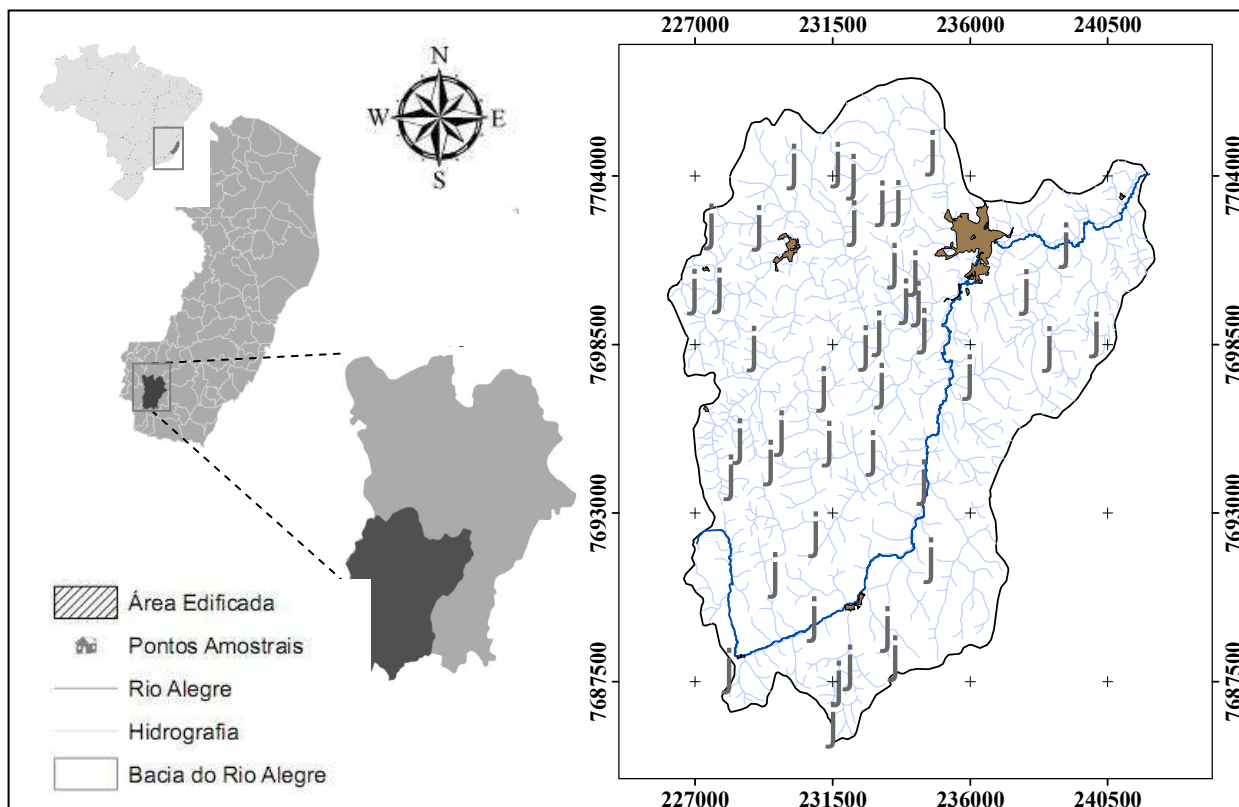 N
W
E
S
Área Edificada
Pontos Amostrais
Rio Alegre
Hidrografia
Bacia do Rio Alegre
227000 231500 236000 240500
7704000
7698500
7693000
7687500
7704000
7698500
7693000
7687500
227000 231500 236000 240500